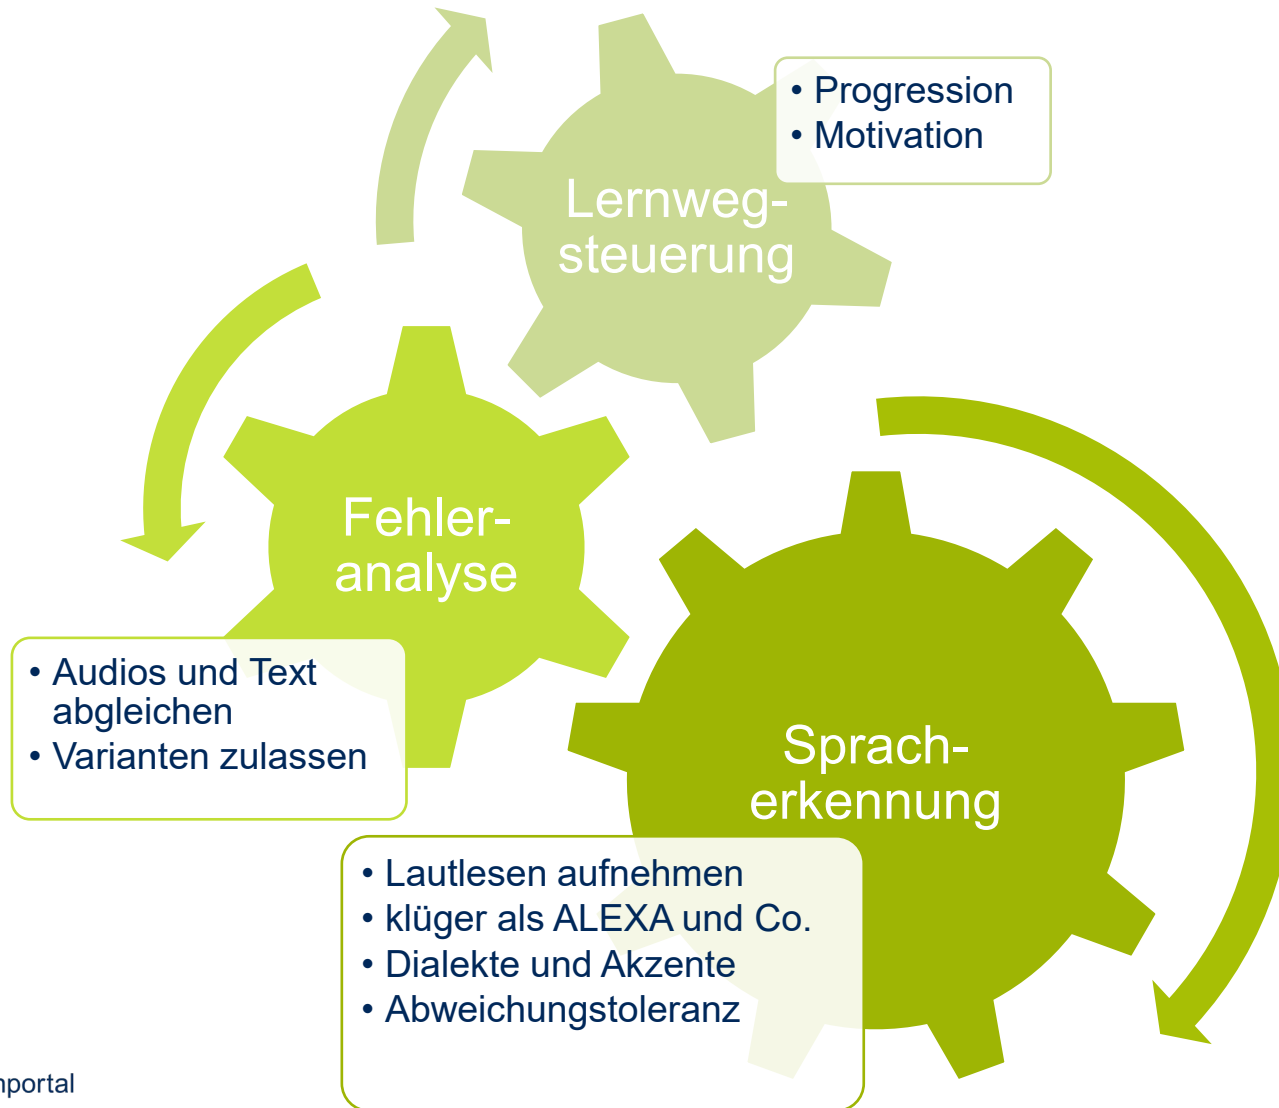 • Progression
• Motivation
Lernweg-
steuerung
Fehler-
analyse
• Audios und Text
abgleichen
• Varianten zulassen
Sprach-
erkennung
• Lautlesen aufnehmen
• klüger als ALEXA und Co.
• Dialekte und Akzente
• Abweichungstoleranz